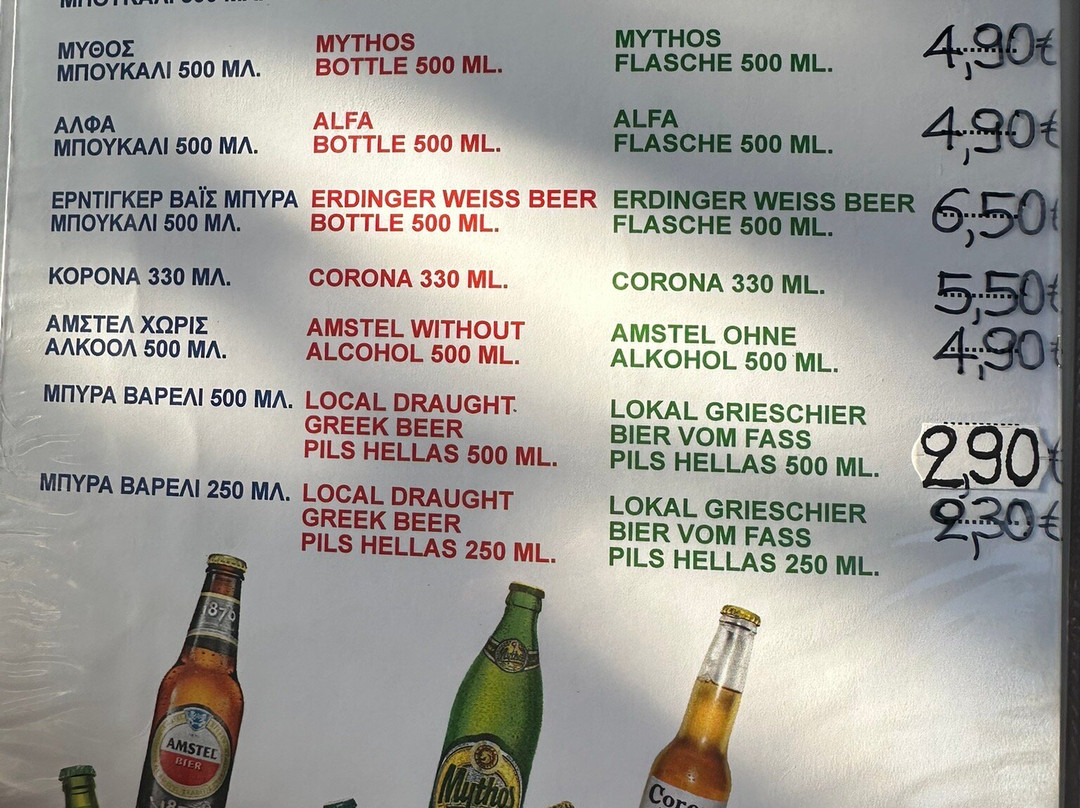 ΜΠΟΥΚΑΛΙ 500 ΜΛ.
ΜΥΘΟΣ MYTHOS MYTHOS 4,90€
ΜΠΟΥΚΑΛΙ 500 ΜΛ. BOTTLE 500 ML. FLASCHE 500 ML.
ΑΛΦΑ ALFA ALFA 4,90€
ΜΠΟΥΚΑΛΙ 500 ΜΛ. BOTTLE 500 ML. FLASCHE 500 ML.
ΕΡΝΤΙΓΚΕΡ ΒΑΪΣ ΜΠΥΡΑ ERDINGER WEISS BEER ERDINGER WEISS BEER 6,50€
ΜΠΟΥΚΑΛΙ 500 ΜΛ. BOTTLE 500 ML. FLASCHE 500 ML.
ΚΟΡΟΝΑ 330 ΜΛ. CORONA 330 ML. CORONA 330 ML. 5,50€
ΑΜΣΤΕΛ ΧΩΡΙΣ AMSTEL WITHOUT AMSTEL OHNE 4,90€
ΑΛΚΟΟΛ 500 ΜΛ. ALCOHOL 500 ML. ALKOHOL 500 ML.
ΜΠΥΡΑ ΒΑΡΕΛΙ 500 ΜΛ. LOCAL DRAUGHT LOKAL GRIESCHIER
GREEK BEER BIER VOM FASS 2,90€
PILS HELLAS 500 ML. PILS HELLAS 500 ML.
ΜΠΥΡΑ ΒΑΡΕΛΙ 250 ΜΛ. LOCAL DRAUGHT LOKAL GRIESCHIER 2,30€
GREEK BEER BIER VOM FASS
PILS HELLAS 250 ML. PILS HELLAS 250 ML.
1870
AMSTEL
BIER
1870
Mythos
Coro